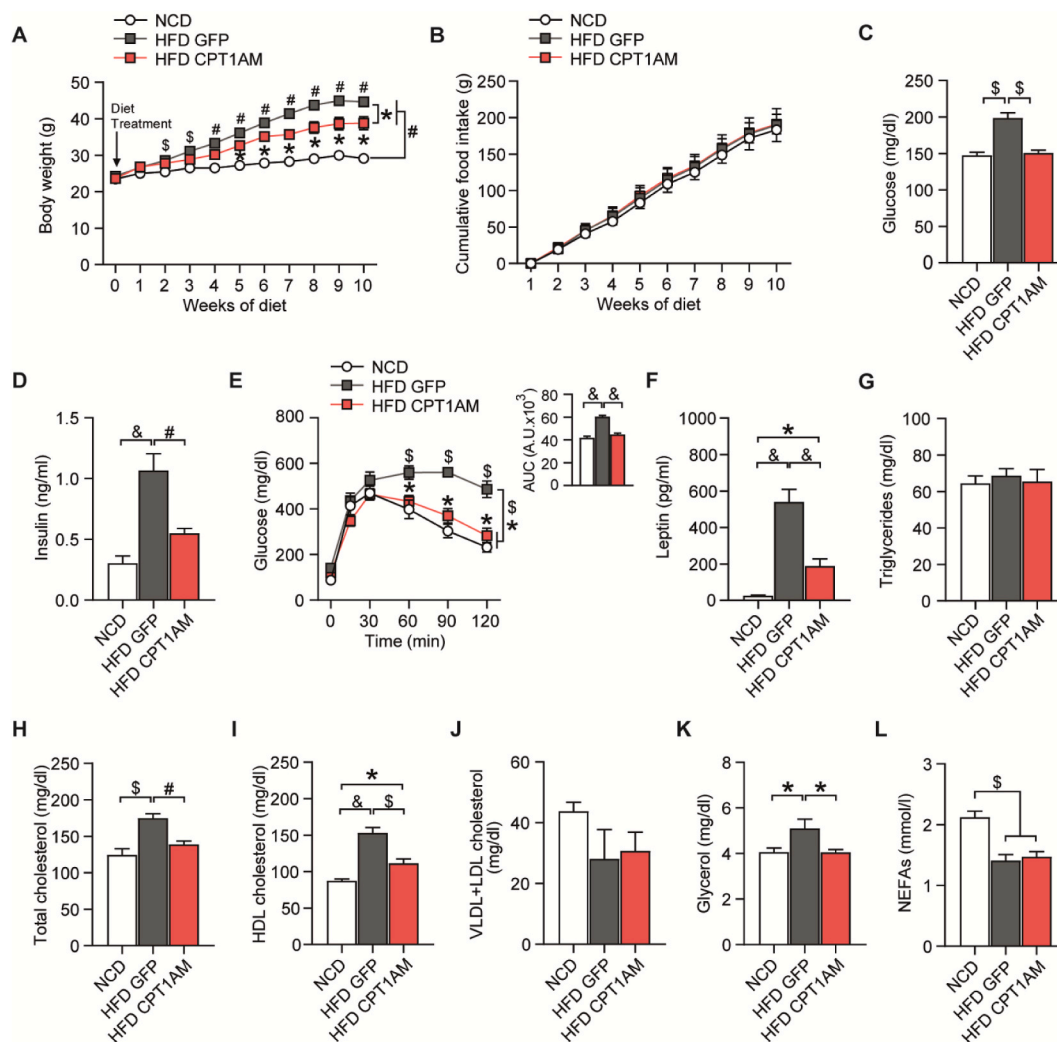 A
NCD
HFD GFP
HFD CPT1AM
Body weight (g)
50
40
30
20
10
0
Diet
Treatment
$ $ # # # # # # #
* * * * * *
*
#
0 1 2 3 4 5 6 7 8 9 10
Weeks of diet
B
NCD
HFD GFP
HFD CPT1AM
Cumulative food intake (g)
250
200
150
100
50
0
1 2 3 4 5 6 7 8 9 10
Weeks of diet
C
Glucose (mg/dl)
250
200
150
100
50
0
$ $
NCD
HFD GFP
HFD CPT1AM
D
Insulin (ng/ml)
1.5
1.0
0.5
0.0
& #
NCD
HFD GFP
HFD CPT1AM
E
NCD
HFD GFP
HFD CPT1AM
Glucose (mg/dl)
800
600
400
200
0
$ $ $
* * *
$
*
0 30 60 90 120
Time (min)
AUC (A.U.x10³)
80
60
40
20
0
& &
F
Leptin (pg/ml)
1000
800
600
400
200
0
*
& &
NCD
HFD GFP
HFD CPT1AM
G
Triglycerides (mg/dl)
100
80
60
40
20
0
NCD
HFD GFP
HFD CPT1AM
H
Total cholesterol (mg/dl)
250
200
150
100
50
0
$ #
NCD
HFD GFP
HFD CPT1AM
I
HDL cholesterol (mg/dl)
250
200
150
100
50
0
*
& $
NCD
HFD GFP
HFD CPT1AM
J
VLDL+LDL cholesterol
(mg/dl)
60
40
20
0
NCD
HFD GFP
HFD CPT1AM
K
Glycerol (mg/dl)
8
6
4
2
0
* *
NCD
HFD GFP
HFD CPT1AM
L
NEFAs (mmol/l)
3
2
1
0
$
NCD
HFD GFP
HFD CPT1AM